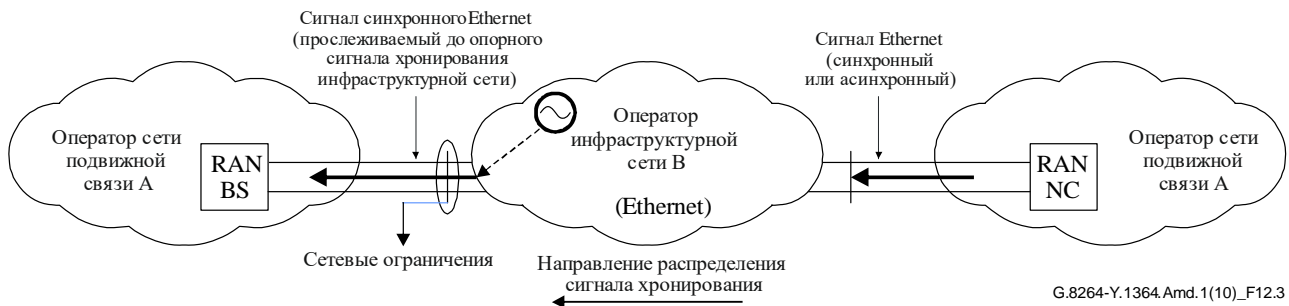 Сигнал синхронного Ethernet
(прослеживаемый до опорного
сигнала хронирования
инфраструктурной сети)
Сигнал Ethernet
(синхронный
или асинхронный)
Оператор сети
подвижной
связи А
RAN
BS
Оператор
инфраструктурной
сети В
(Ethernet)
RAN
NC
Оператор сети
подвижной
связи А
Сетевые ограничения
Направление распределения
сигнала хронирования
G.8264-Y.1364.Amd.1(10)_F12.3